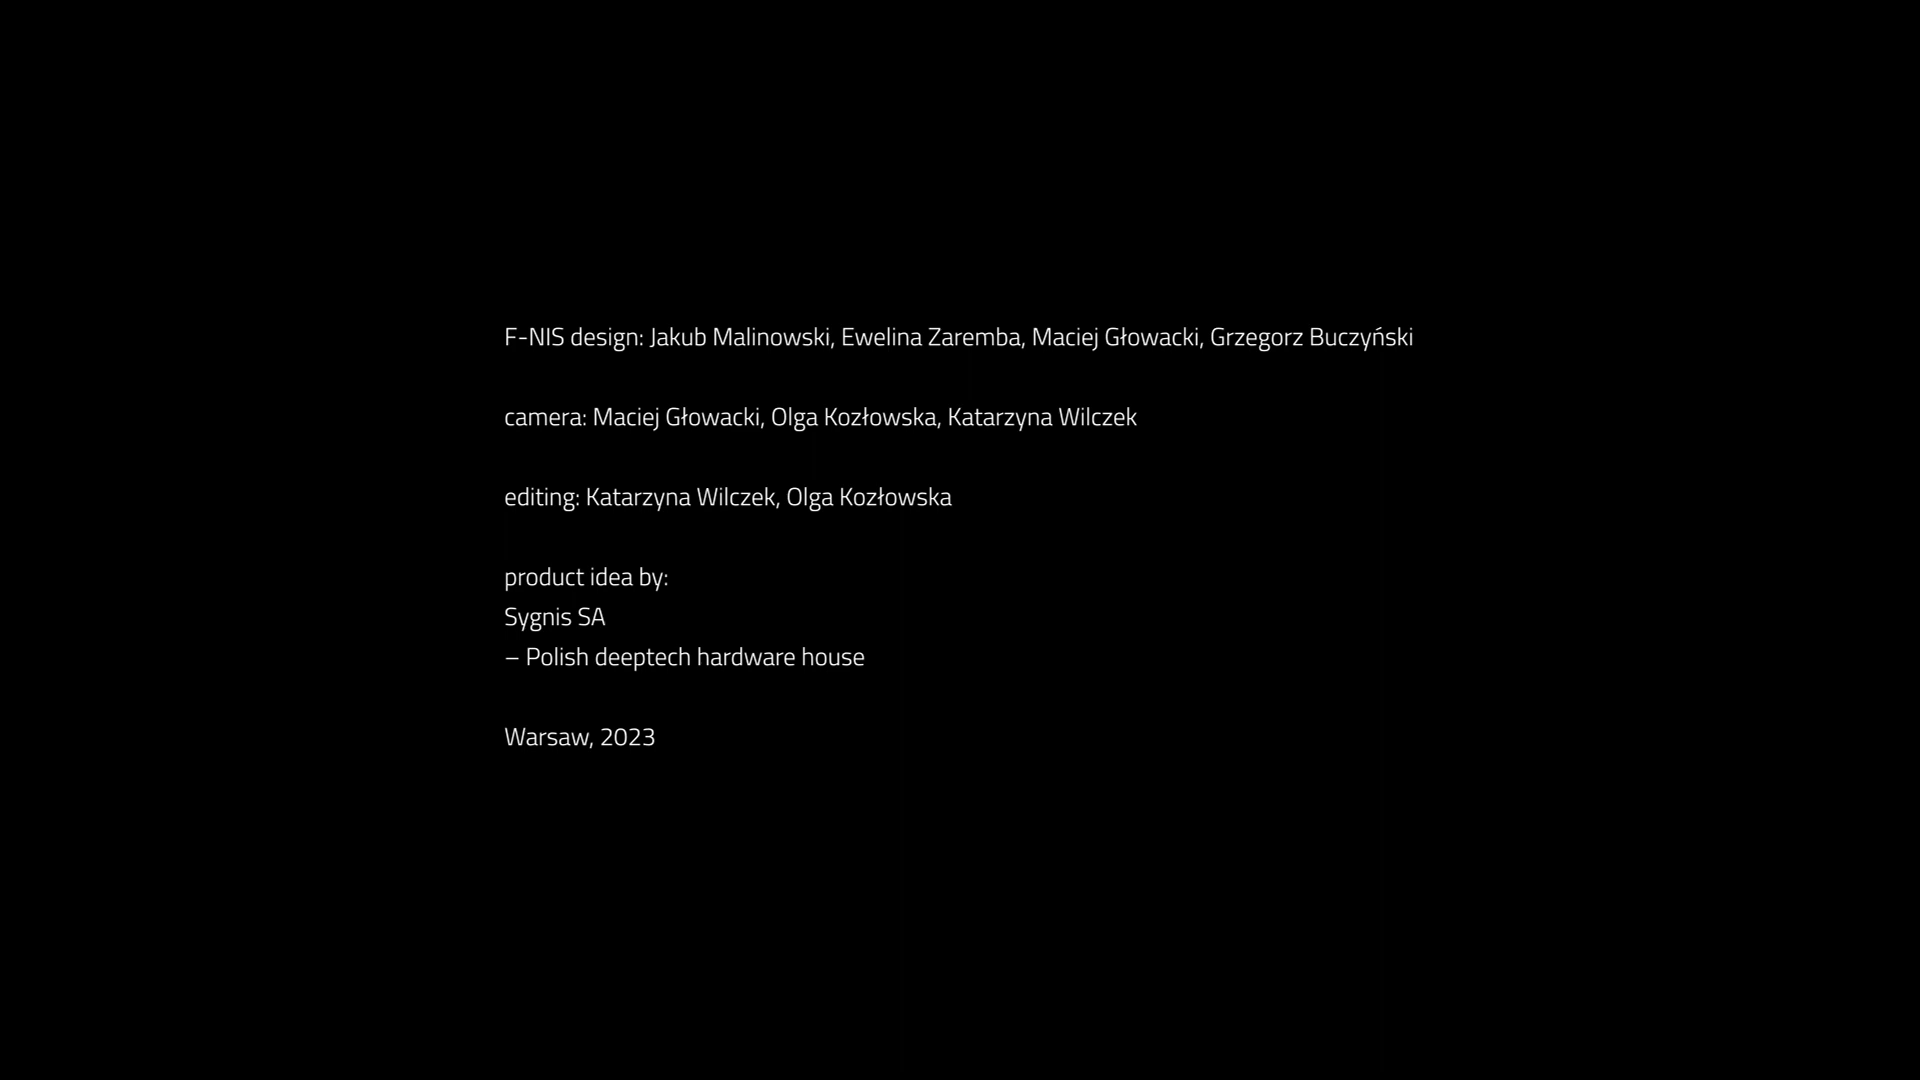 F-NIS design: Jakub Malinowski, Ewelina Zaremba, Maciej Głowacki, Grzegorz Buczyński
camera: Maciej Głowacki, Olga Kozłowska, Katarzyna Wilczek
editing: Katarzyna Wilczek, Olga Kozłowska
product idea by:
Sygnis SA
– Polish deeptech hardware house
Warsaw, 2023